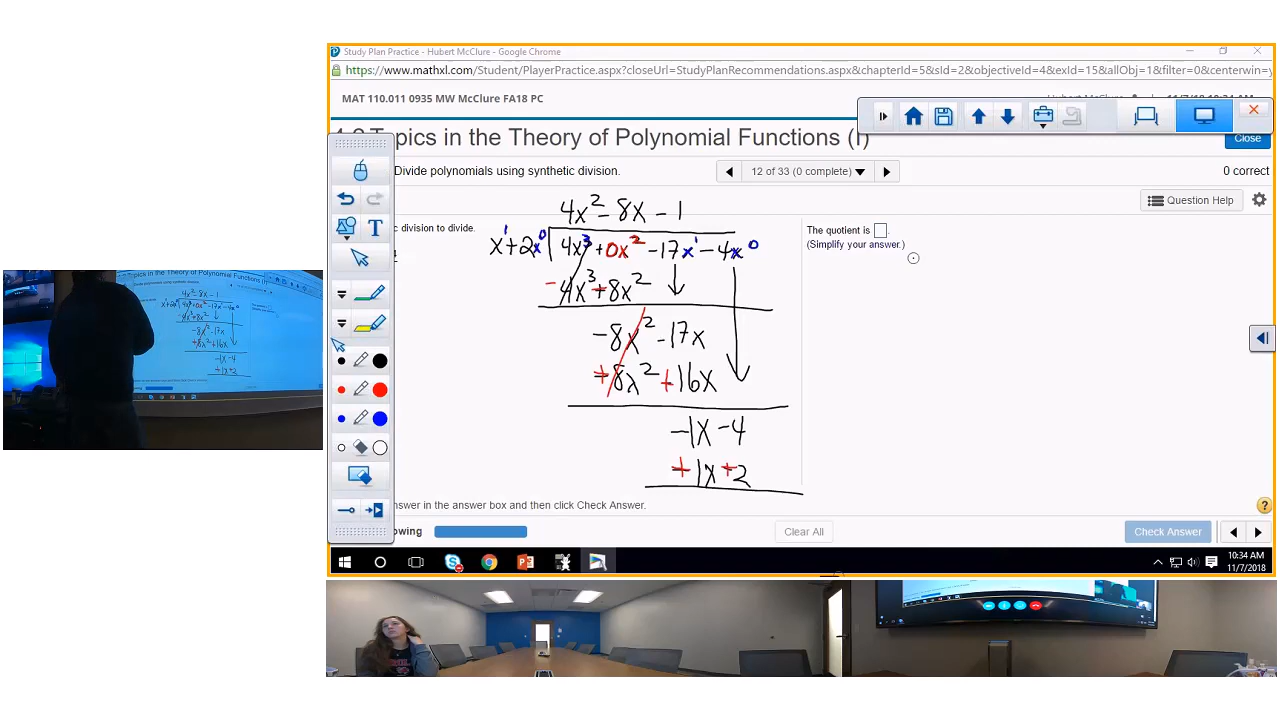 Study Plan Practice - Hubert McClure - Google Chrome
https://www.mathxl.com/Student/PlayerPractice.aspx?closeUrl=StudyPlanRecommendations.aspx&chapterId=5&sId=2&objectiveId=4&exId=15&allObj=1&filter=0&centerwin=y
MAT 110.011 0935 MW McClure FA18 PC
Topics in the Theory of Polynomial Functions (I)
Close
Divide polynomials using synthetic division.
12 of 33 (0 complete)
0 correct
Question Help
c division to divide.
The quotient is
(Simplify your answer.)
4x² - 8x - 1
x¹ + 2x⁰ 4x³ + 0x² - 17x¹ - 4x⁰
- 4x³ + 8x²
- 8x² - 17x
+ 8x² + 16x
- 1x - 4
+ 1x + 2
nswer in the answer box and then click Check Answer.
owing
Clear All
Check Answer
10:34 AM
11/7/2018